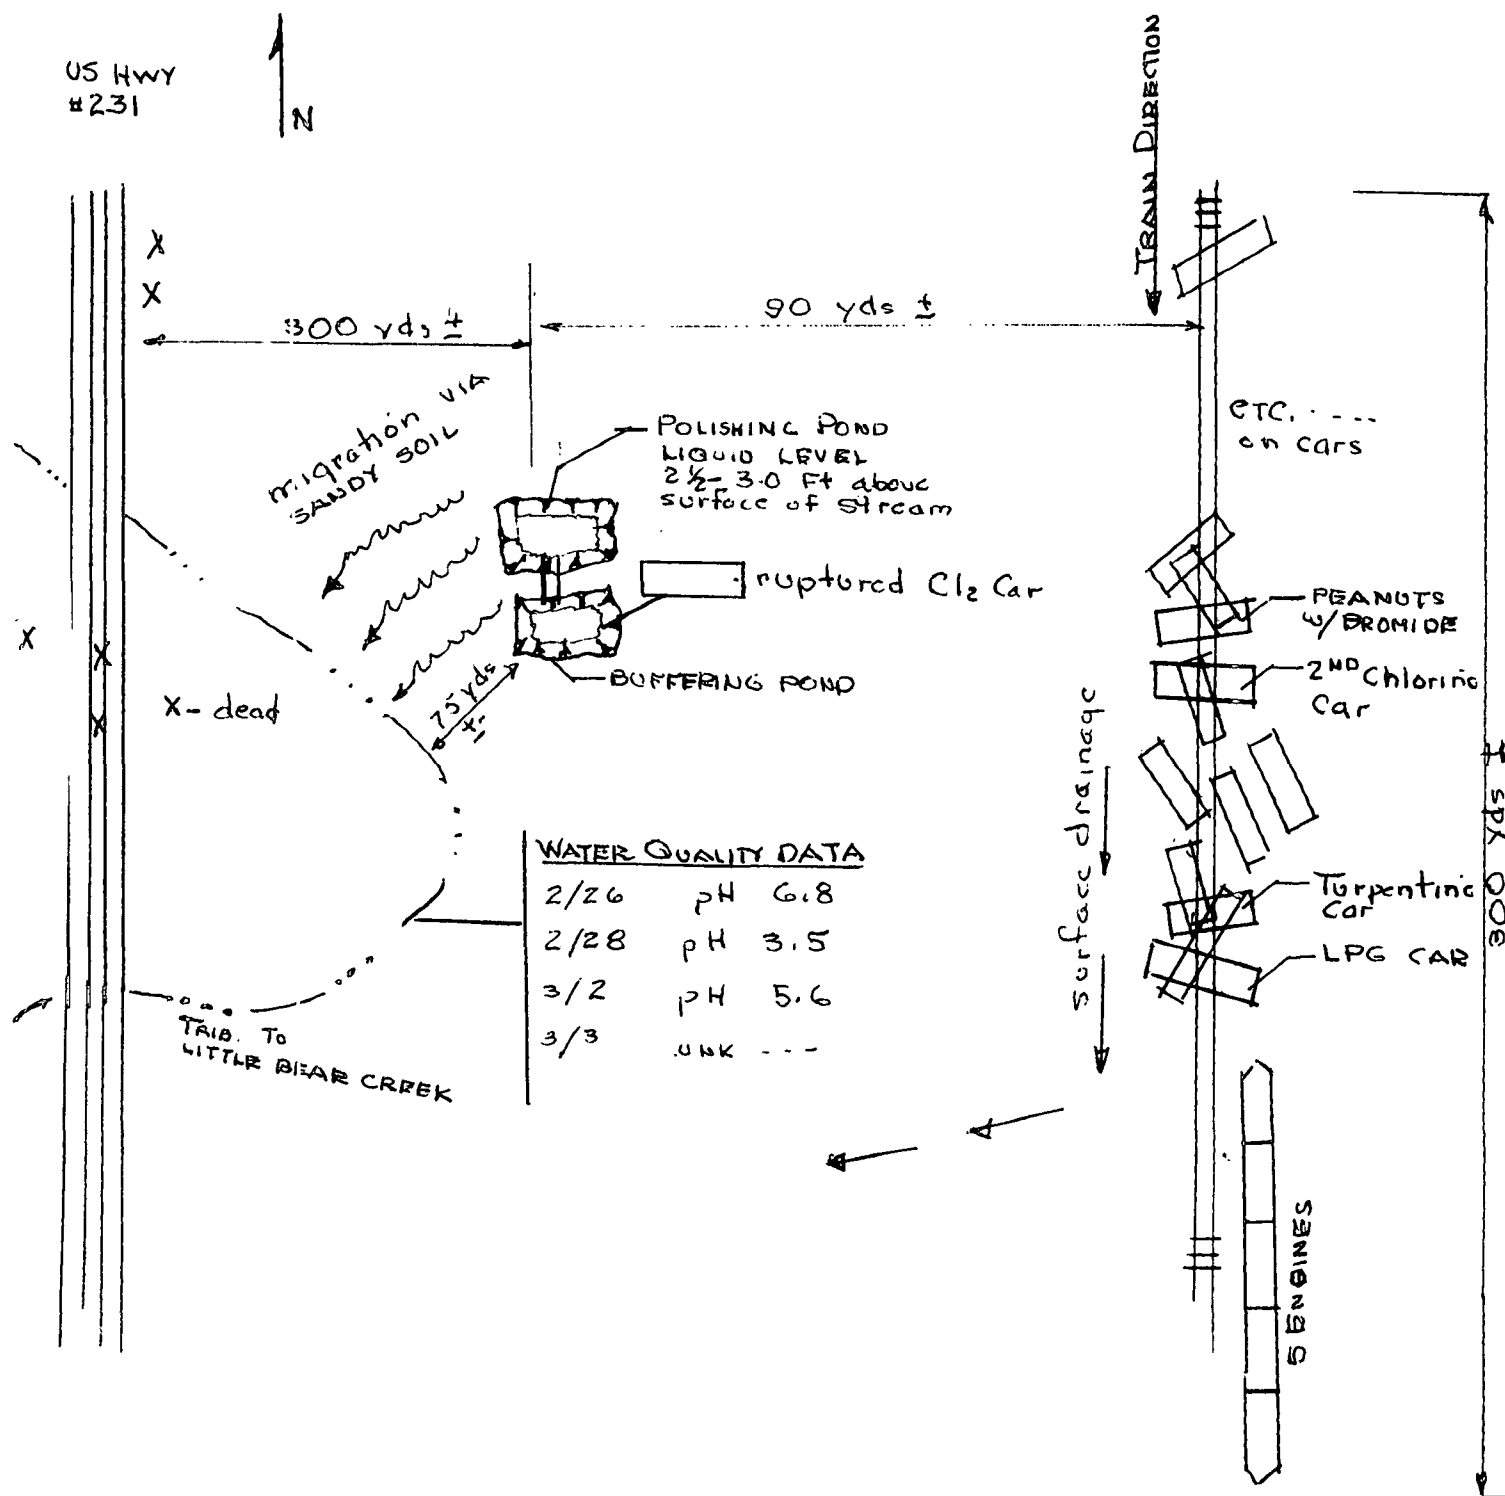 US HWY
#231
N
TRAIN DIRECTION
X
X
300 yds ±
90 yds ±
migration VIA
SANDY SOIL
POLISHING POND
LIQUID LEVEL
2½- 3.0 Ft above
surface of stream
ETC. - ----
on cars
ruptured Cl2 Car
PEANUTS
W/ BROMIDE
BUFFERING POND
2ND Chlorine
Car
75 yds
±
X
X
X
X- dead
surface drainage
300 yds ±
WATER QUALITY DATA
2/26 pH 6.8
2/28 pH 3.5
3/2 pH 5.6
3/3 UNK ---
Turpentine
Car
LPG CAR
TRIB. TO
LITTLE BEAR CREEK
5 ENGINES